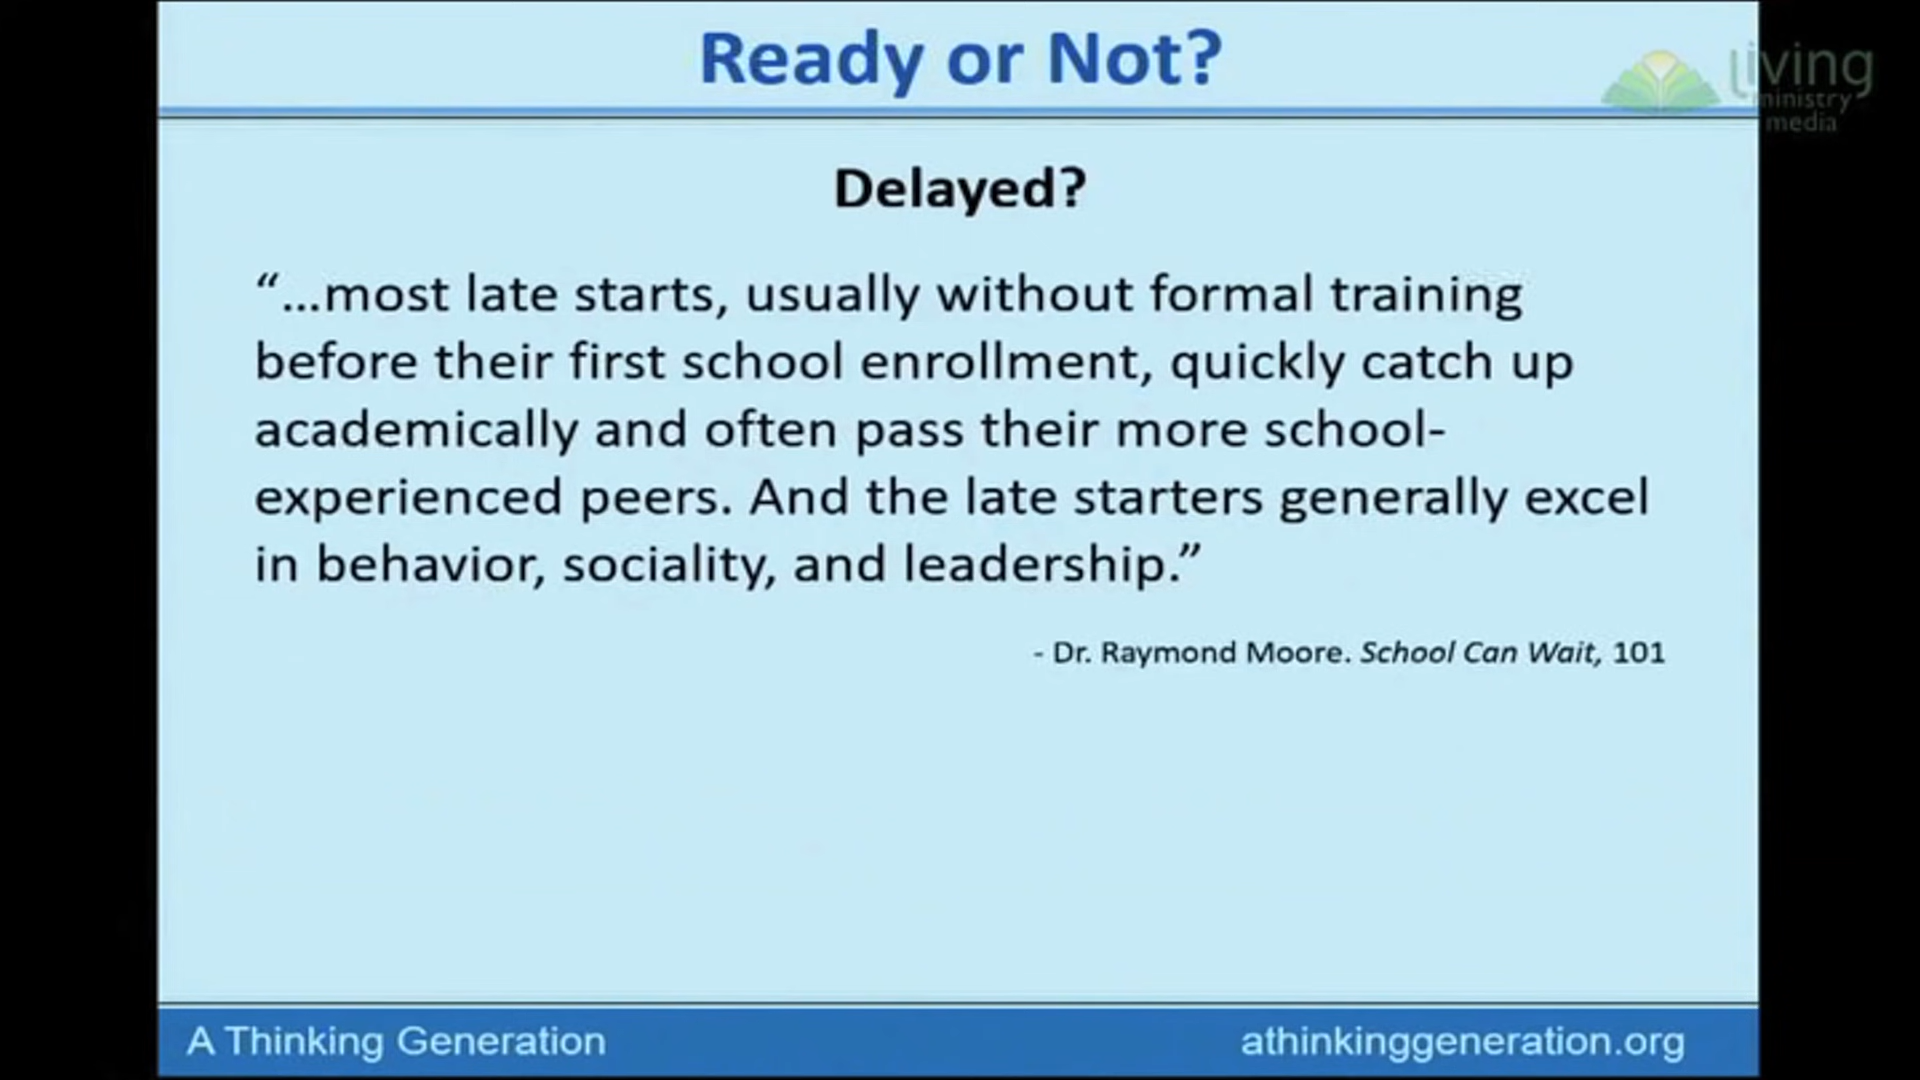 Ready or Not?
Living
ministry
media
Delayed?
“...most late starts, usually without formal training
before their first school enrollment, quickly catch up
academically and often pass their more school-
experienced peers. And the late starters generally excel
in behavior, sociality, and leadership.”
- Dr. Raymond Moore. School Can Wait, 101
A Thinking Generation
athinkinggeneration.org